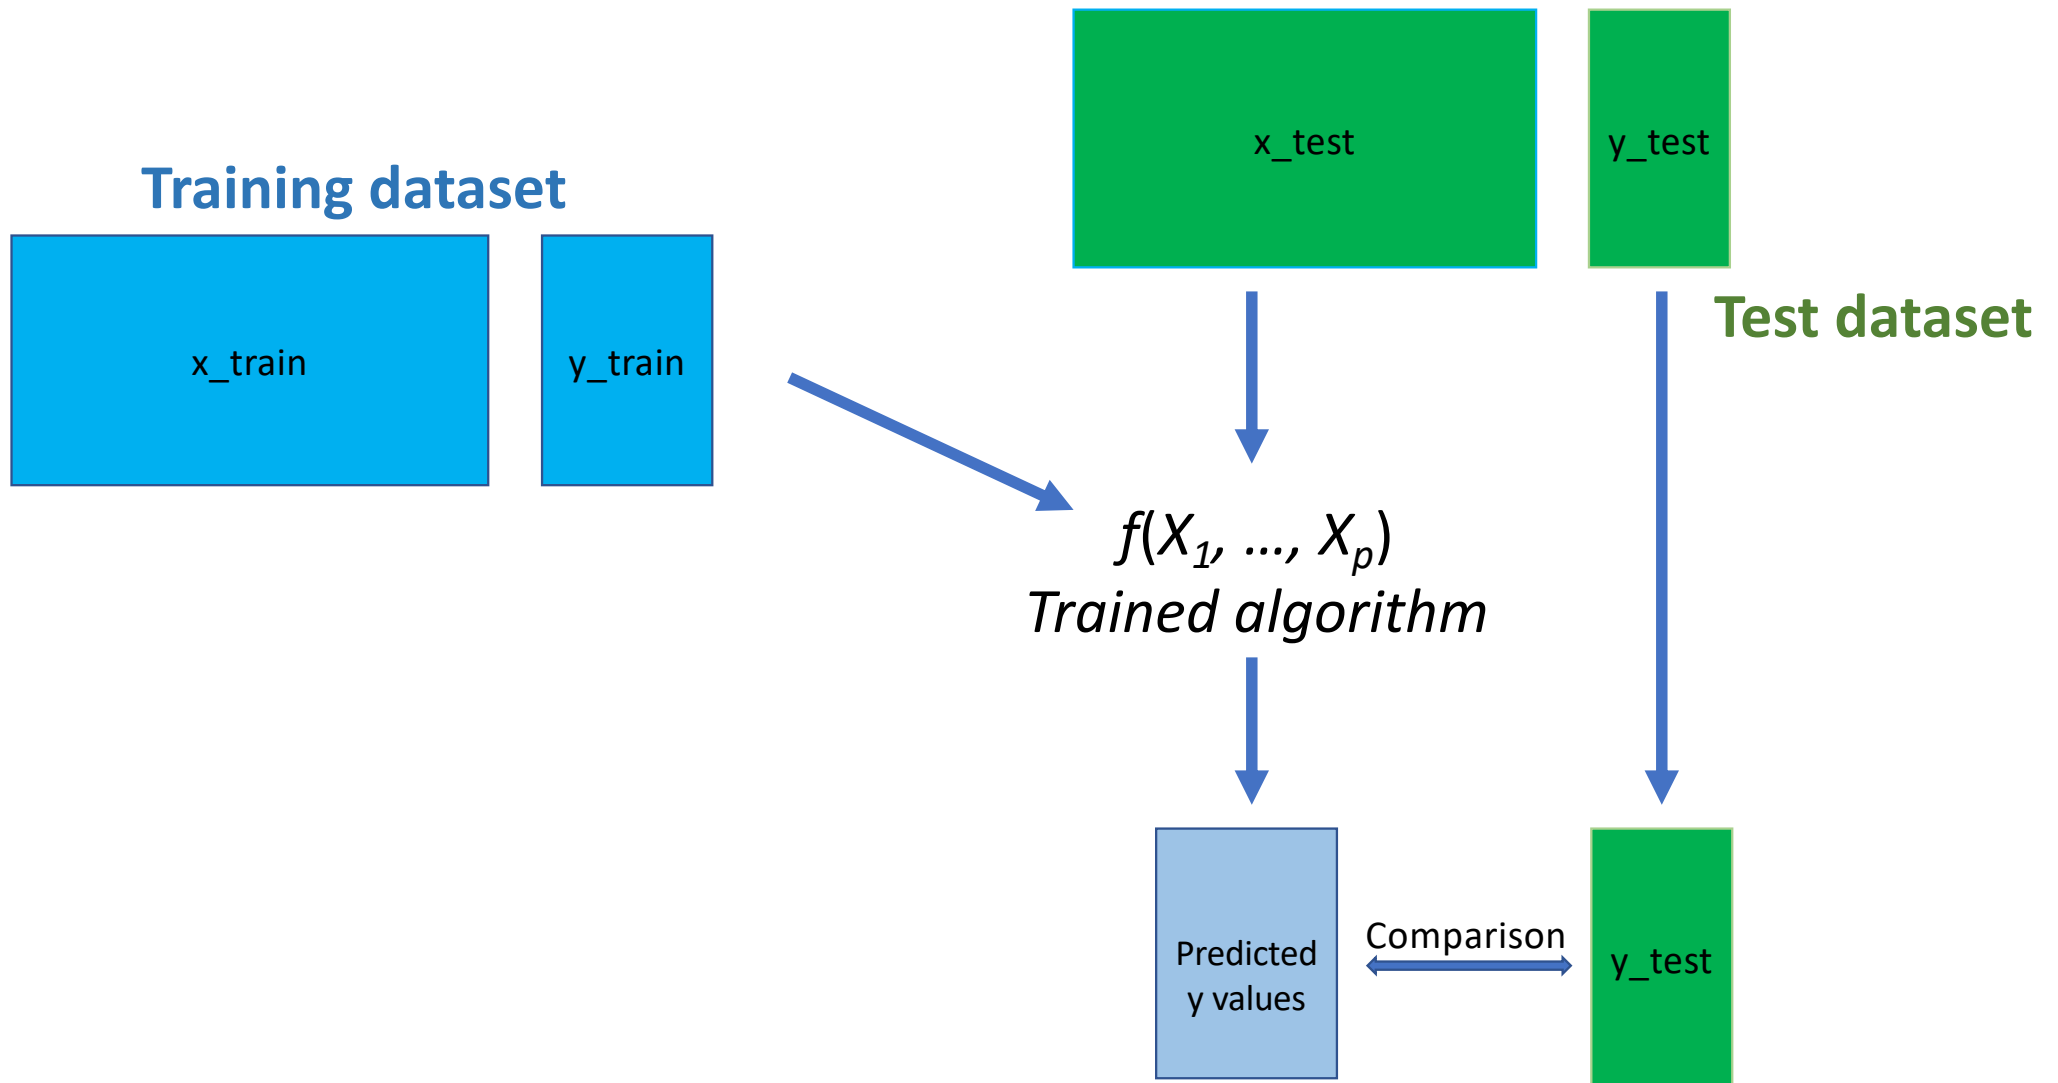 x_test
y_test
Training dataset
Test dataset
x_train
y_train
f(X1, …, Xp)
Trained algorithm
Predicted
y values
Comparison
y_test